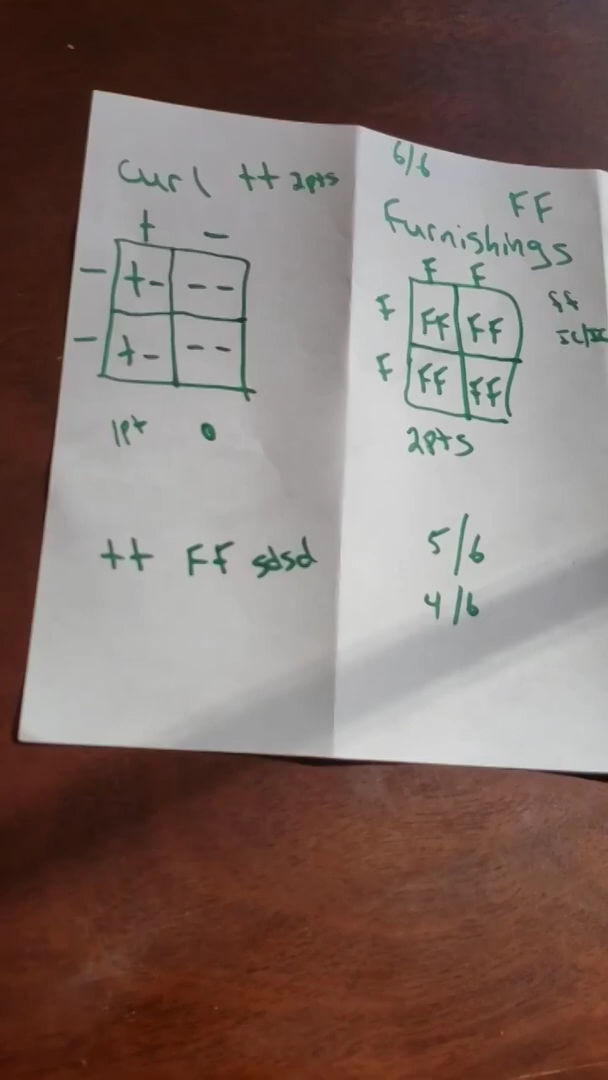 Curl ++ 2pts
+ -
- +- --
- +- --
1pt 0
++ FF sdsd
6/6
FF
Furnishings
F F
F FF FF
F FF FF
ff
2pts
5/6
4/6